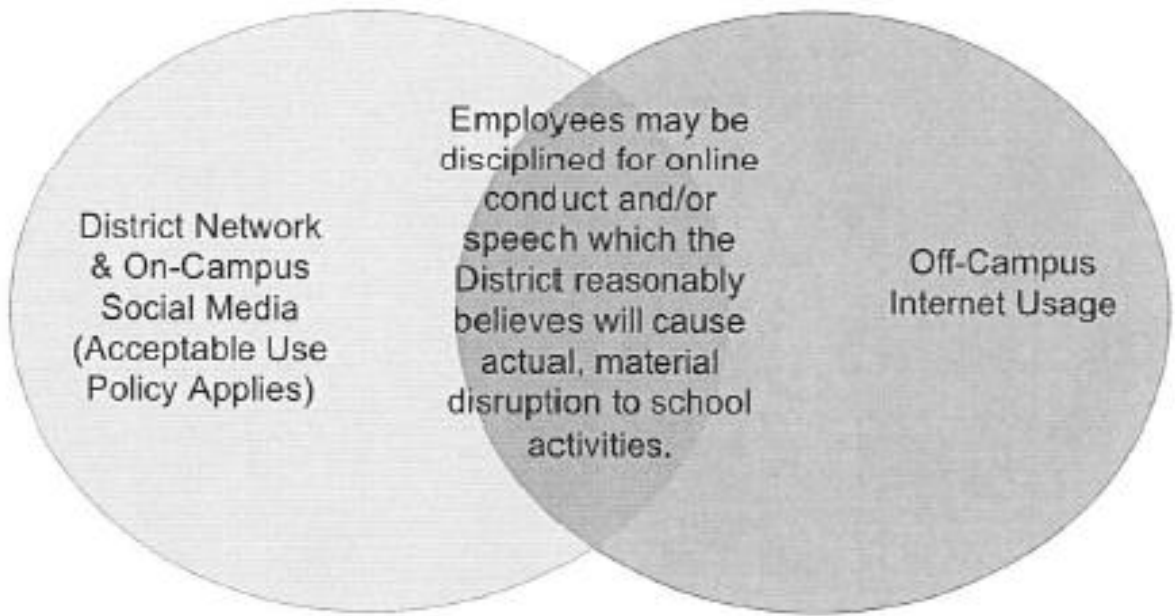 District Network
& On-Campus
Social Media
(Acceptable Use
Policy Applies)
Employees may be
disciplined for online
conduct and/or
speech which the
District reasonably
believes will cause
actual, material
disruption to school
activities.
Off-Campus
Internet Usage